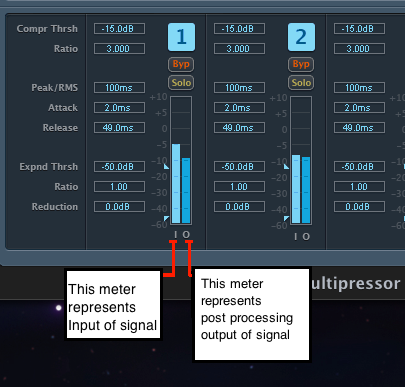 Compr Thrsh -15.0dB 1 -15.0dB 2 -15.0dB
Ratio 3.000 3.000 3.000
Byp Byp
Solo Solo
Peak/RMS 100ms 100ms 100ms
+10 +10
Attack 2.0ms 2.0ms 2.0ms
+5 +5
Release 49.0ms 0 49.0ms 0 49.0ms
-5 -5
Expnd Thrsh -50.0dB -10 -50.0dB -10 -50.0dB
-20 -20
Ratio 1.00 -30 1.00 -30 1.00
-40 -40
Reduction 0.0dB 0.0dB 0.0dB
-50 -50
-60 -60
I O I O
This meter
represents
Input of signal
This meter
represents
post processing
output of signal
ultipressor